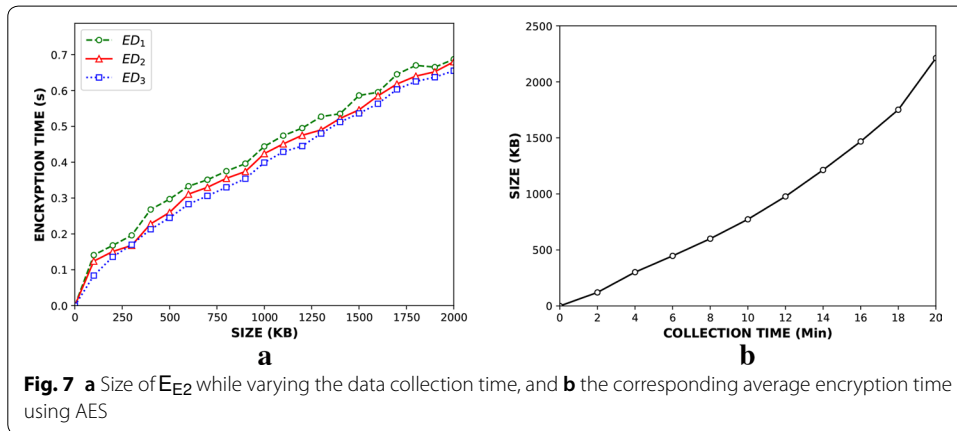 ED1
ED2
ED3
ENCRYPTION TIME (s)
0.7
0.6
0.5
0.4
0.3
0.2
0.1
0.0
0 250 500 750 1000 1250 1500 1750 2000
SIZE (KB)
a
SIZE (KB)
2500
2000
1500
1000
500
0
0 2 4 6 8 10 12 14 16 18 20
COLLECTION TIME (Min)
b
Fig. 7 a Size of EE2 while varying the data collection time, and b the corresponding average encryption time
using AES